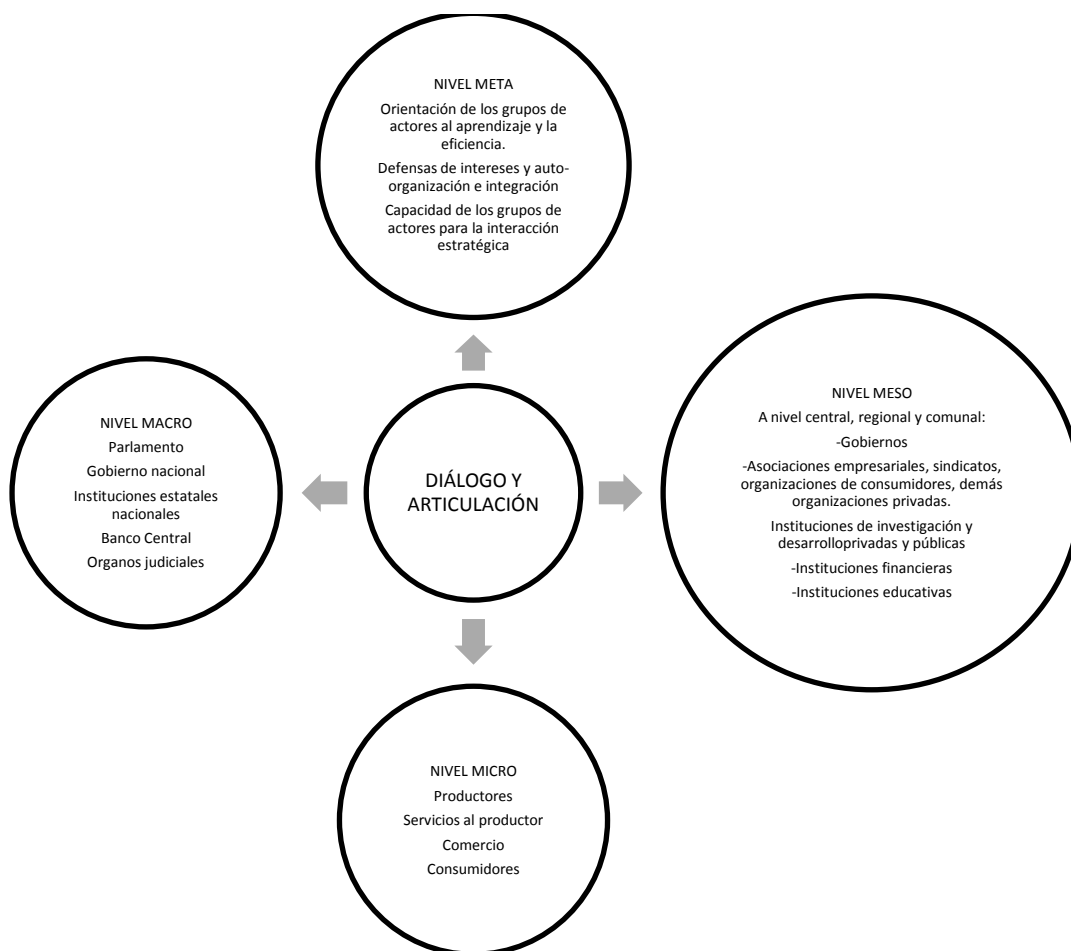 NIVEL META
Orientación de los grupos de
actores al aprendizaje y la
eficiencia.
Defensas de intereses y auto-
organización e integración
Capacidad de los grupos de
actores para la interacción
estratégica
NIVEL MACRO
Parlamento
Gobierno nacional
Instituciones estatales
nacionales
Banco Central
Organos judiciales
DIÁLOGO Y
ARTICULACIÓN
NIVEL MESO
A nivel central, regional y comunal:
-Gobiernos
-Asociaciones empresariales, sindicatos,
organizaciones de consumidores, demás
organizaciones privadas.
Instituciones de investigación y
desarrolloprivadas y públicas
-Instituciones financieras
-Instituciones educativas
NIVEL MICRO
Productores
Servicios al productor
Comercio
Consumidores